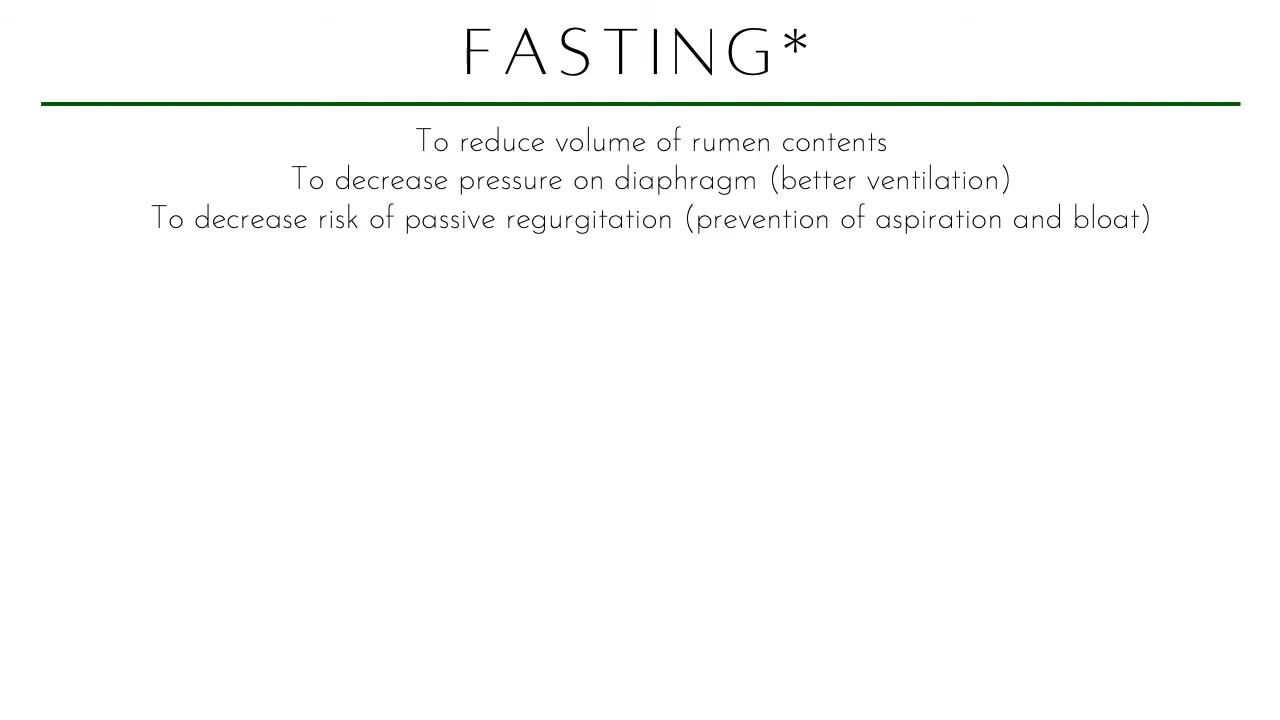 FASTING*
To reduce volume of rumen contents
To decrease pressure on diaphragm (better ventilation)
To decrease risk of passive regurgitation (prevention of aspiration and bloat)